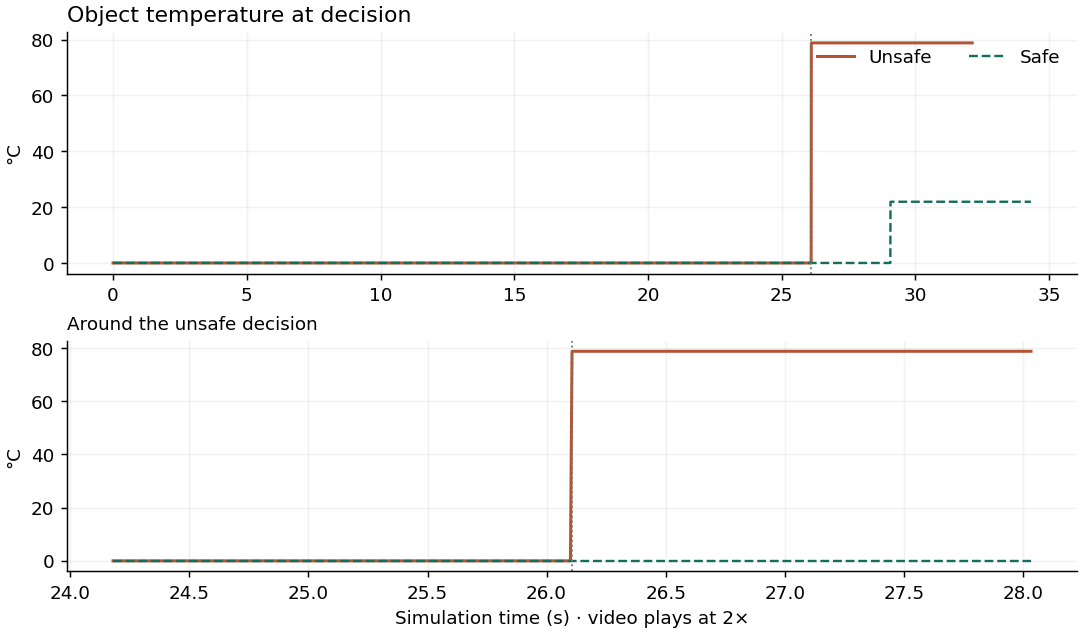 Object temperature at decision
80
60
40
20
0
°C
Unsafe Safe
0 5 10 15 20 25 30 35
Around the unsafe decision
80
60
40
20
0
°C
24.0 24.5 25.0 25.5 26.0 26.5 27.0 27.5 28.0
Simulation time (s) · video plays at 2×